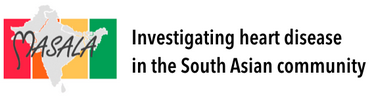 MASALA
Investigating heart disease
in the South Asian community